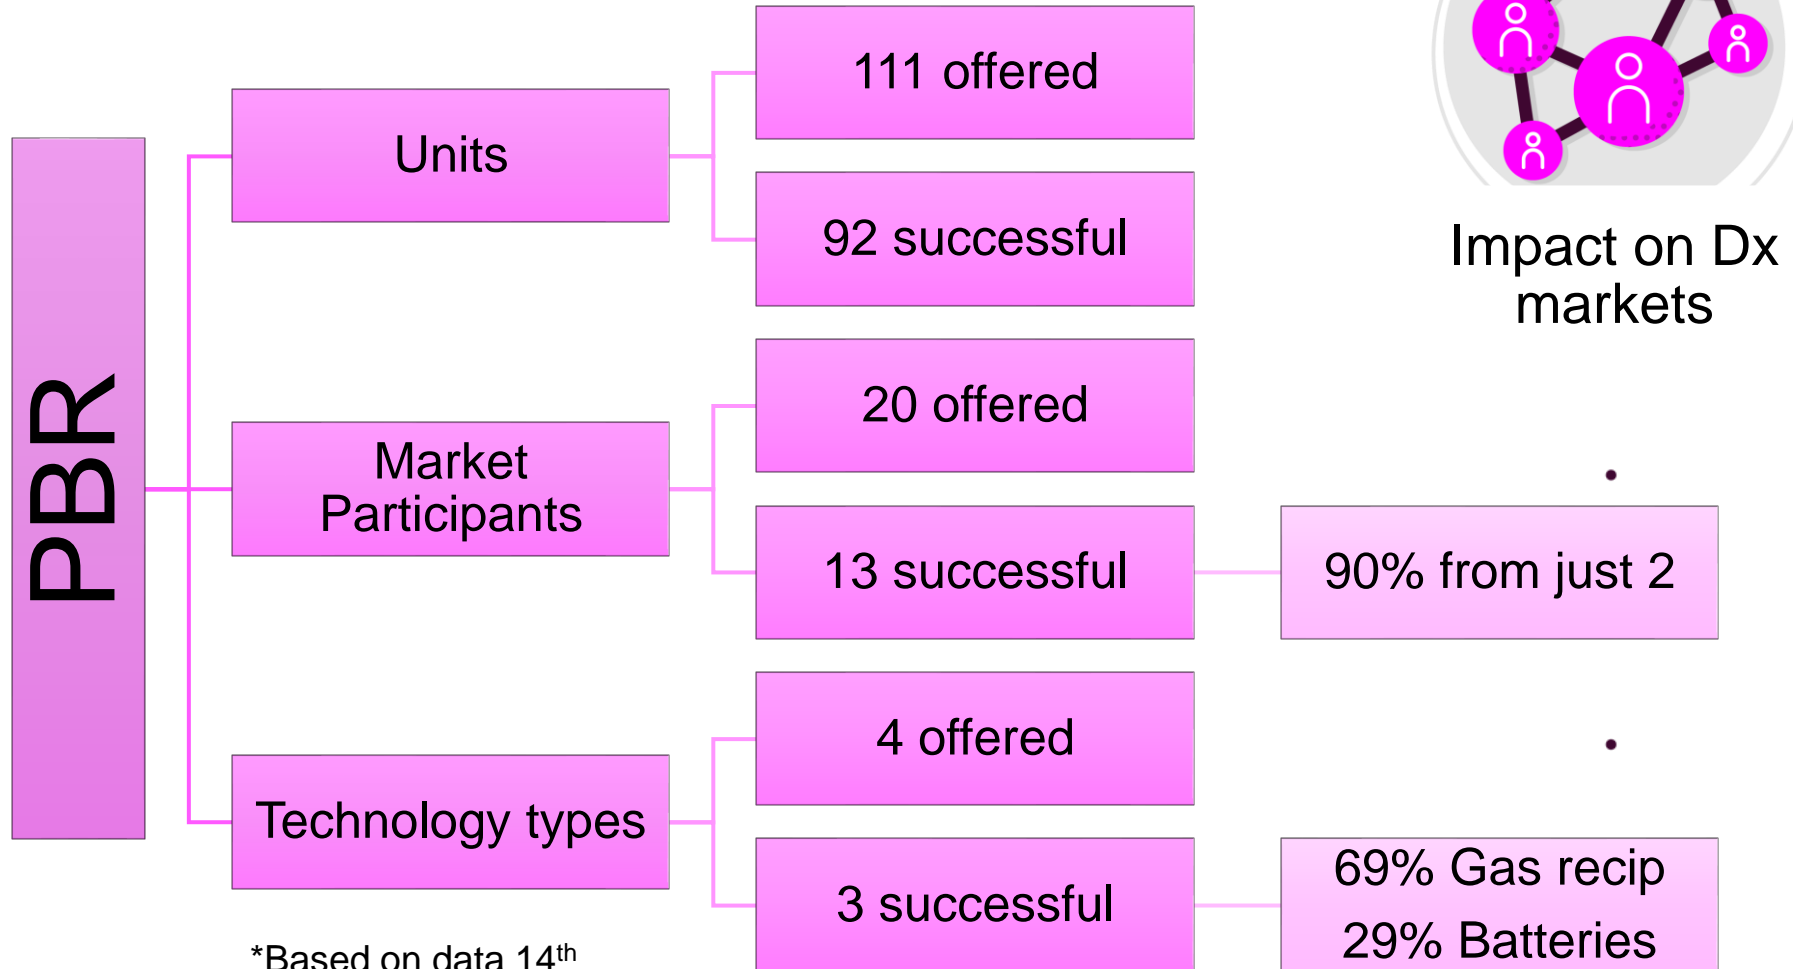 PBR
Units
111 offered
92 successful
Market
Participants
20 offered
13 successful
90% from just 2
Technology types
4 offered
3 successful
69% Gas recip
29% Batteries
Impact on Dx
markets
*Based on data 14th